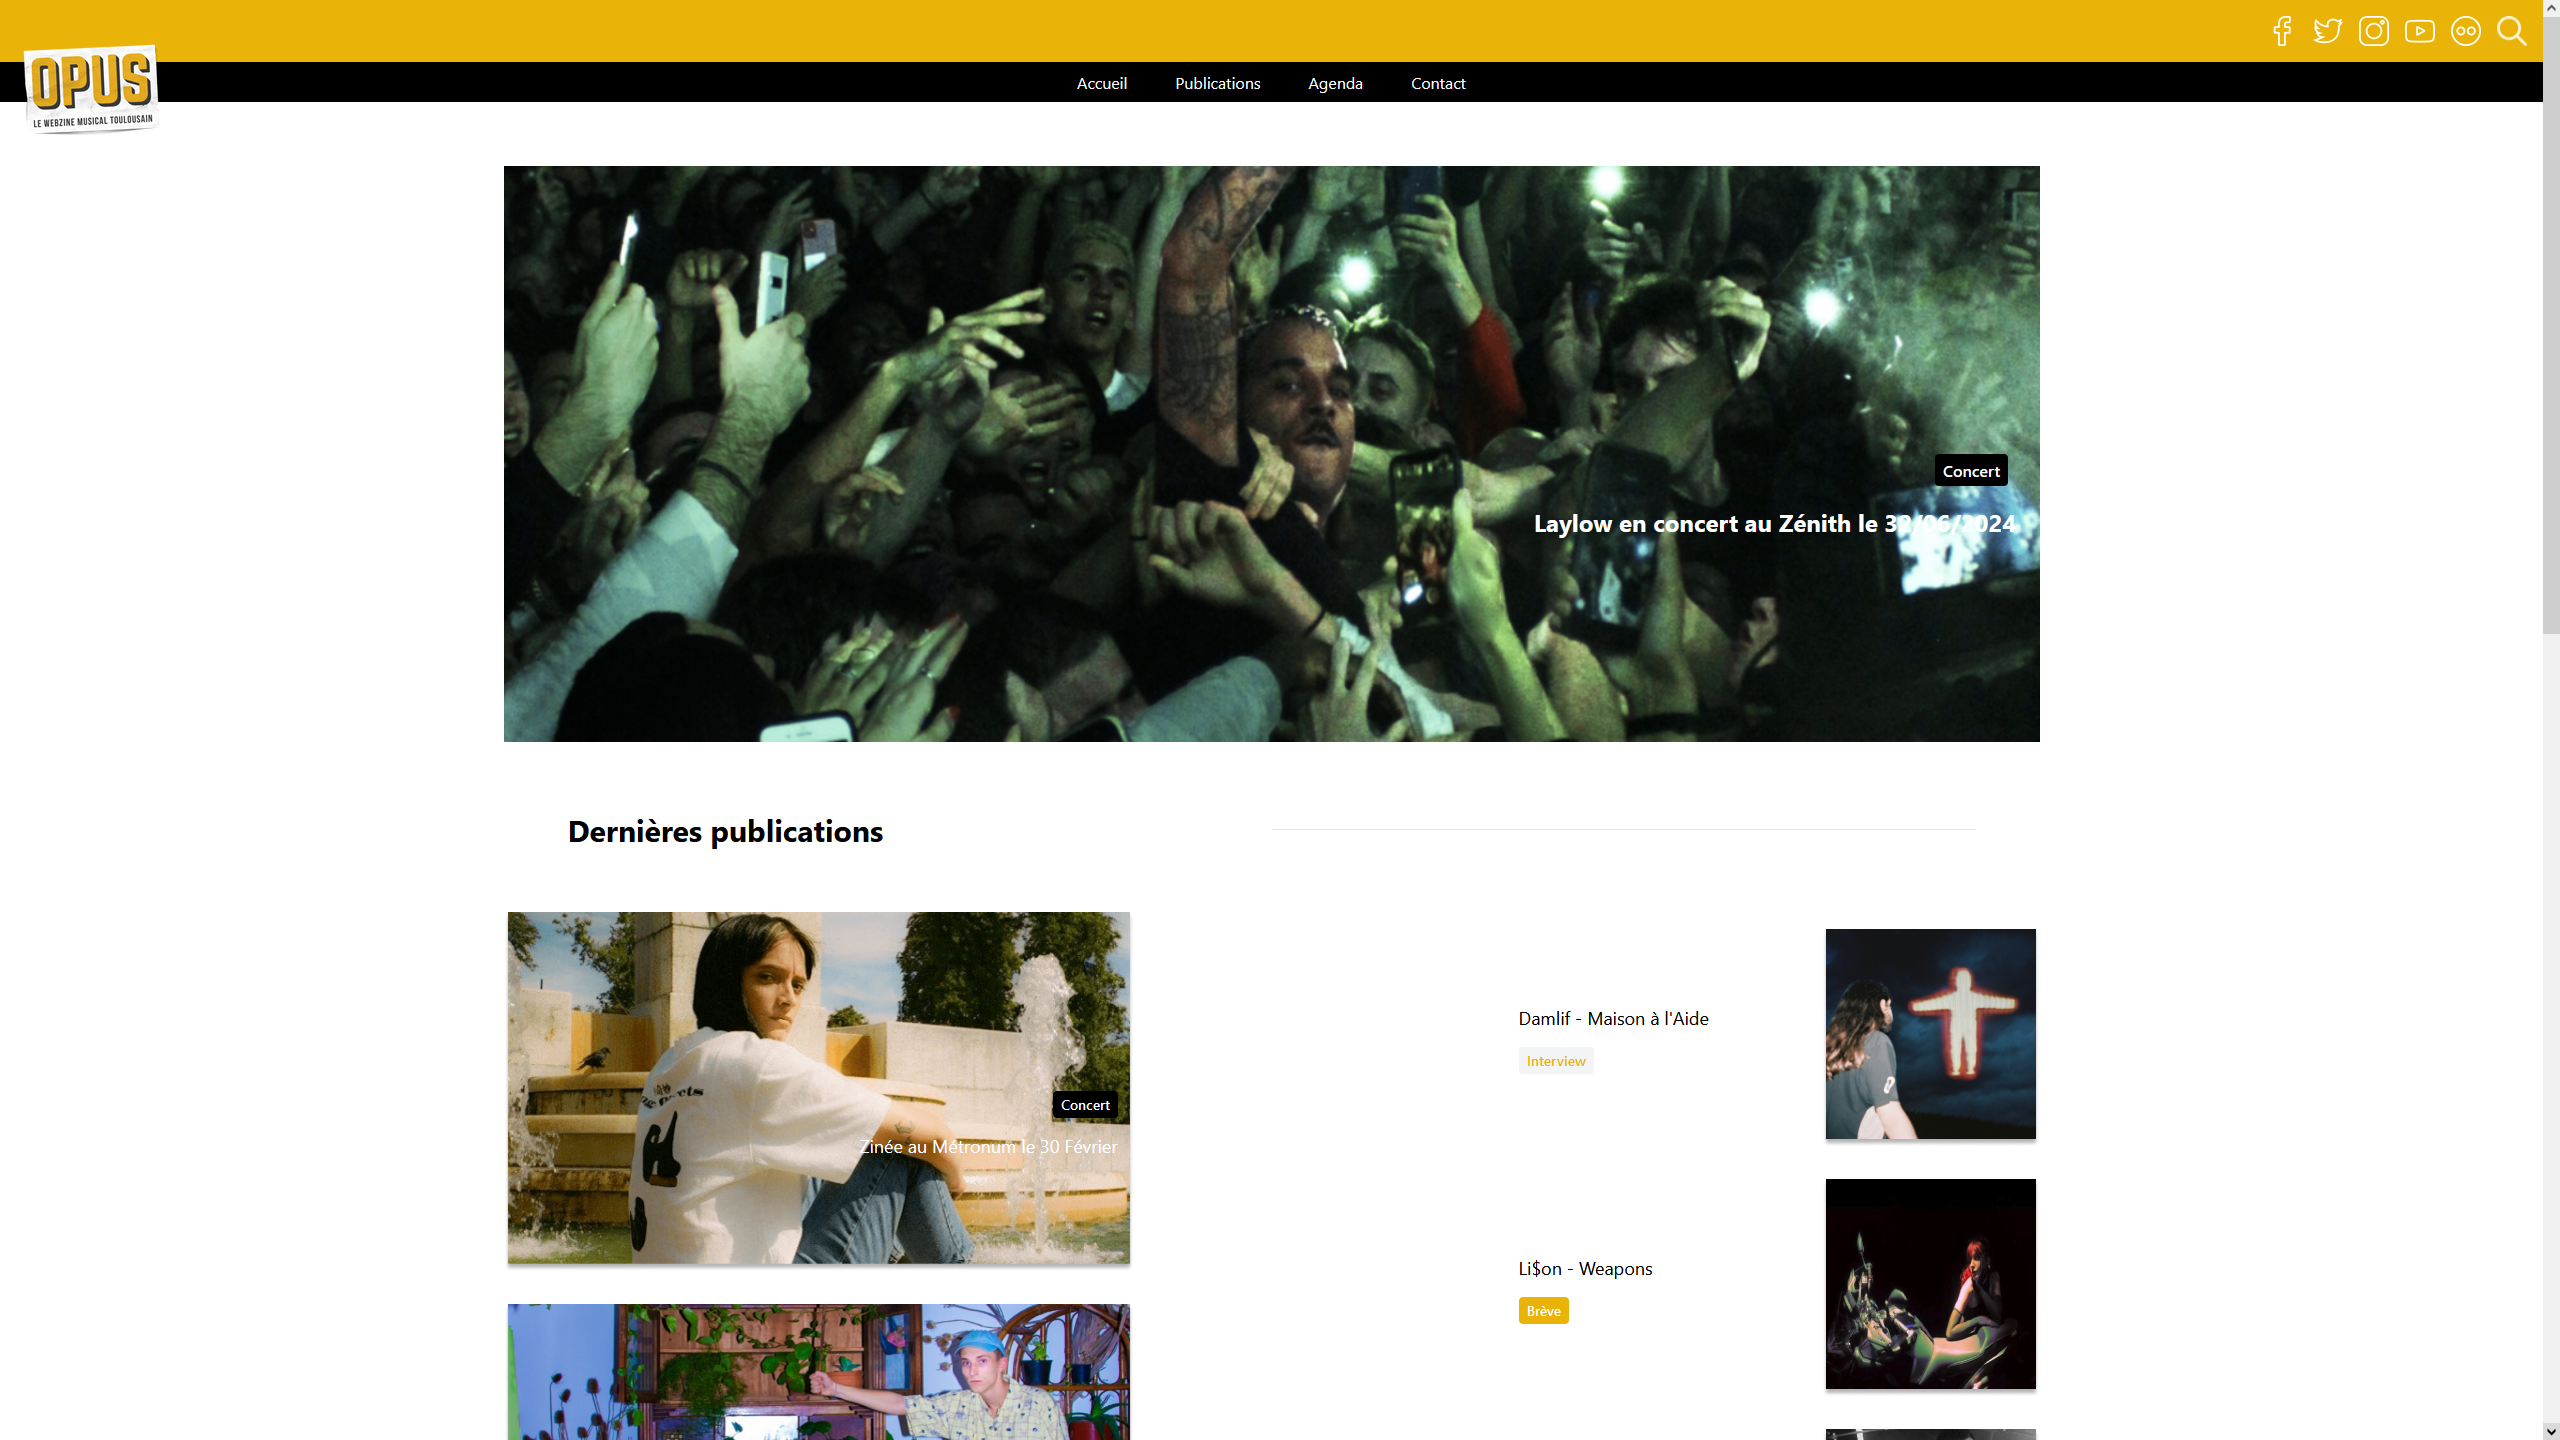 OPUS
LE WEBZINE MUSICAL TOULOUSAIN
Accueil
Publications
Agenda
Contact
Concert
Laylow en concert au Zénith le 32/06/2024
Dernières publications
Concert
Zinée au Métronum le 30 Février
Damlif - Maison à l'Aide
Interview
Li$on - Weapons
Brève